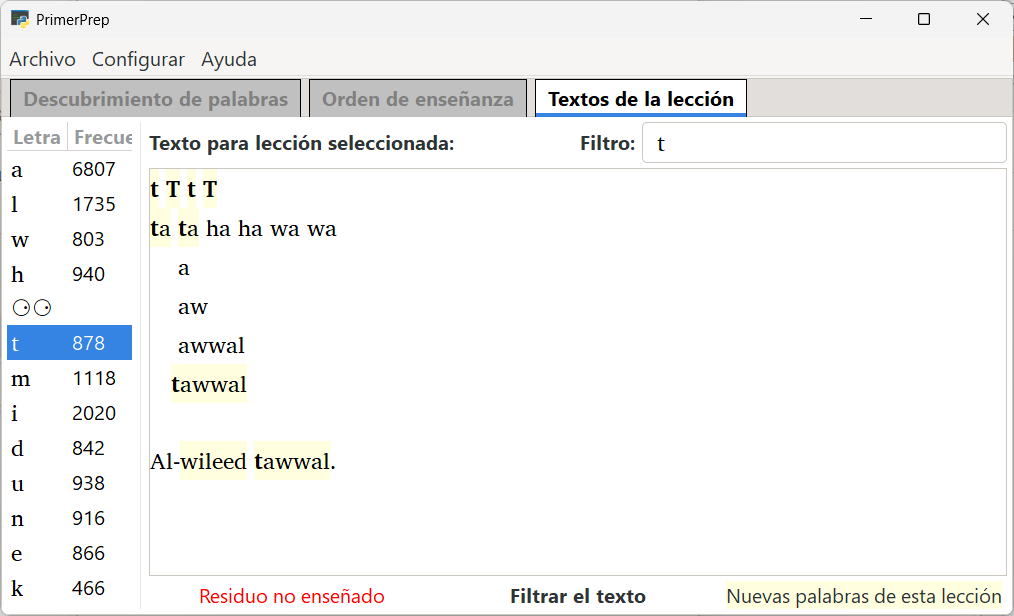 PrimerPrep
Archivo Configurar Ayuda
Descubrimiento de palabras Orden de enseñanza Textos de la lección
Letra Frecue
a 6807
l 1735
w 803
h 940
⚆⚆
t 878
m 1118
i 2020
d 842
u 938
n 916
e 866
k 466
Texto para lección seleccionada: Filtro: t
t T t T
ta ta ha ha wa wa
a
aw
awwal
tawwal
Al-wileed tawwal.
Residuo no enseñado Filtrar el texto Nuevas palabras de esta lección